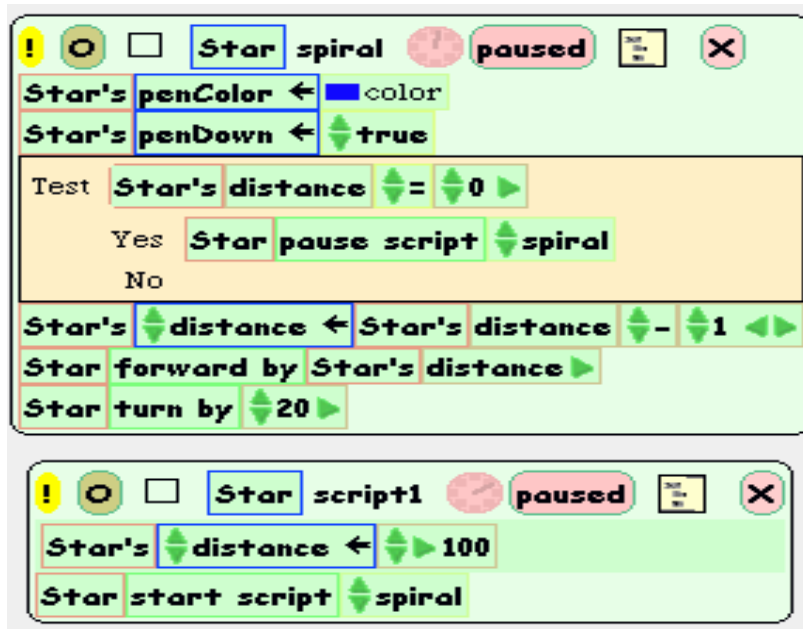 ! O Star spiral paused
Star's penColor ← color
Star's penDown ← true
Test Star's distance = 0
Yes Star pause script spiral
No
Star's distance ← Star's distance - 1
Star forward by Star's distance
Star turn by 20
! O Star script1 paused
Star's distance ← 100
Star start script spiral